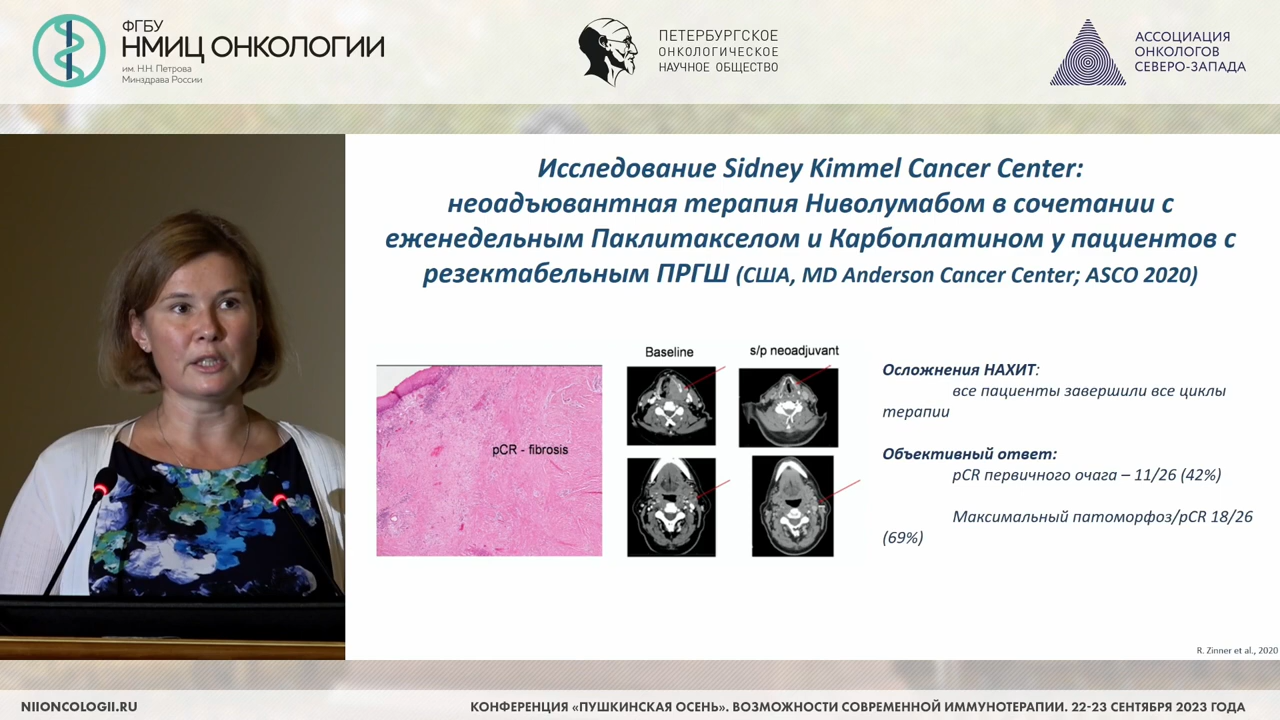 ФГБУ
НМИЦ ОНКОЛОГИИ
им. Н.Н. Петрова
Минздрава России
ПЕТЕРБУРГСКОЕ
ОНКОЛОГИЧЕСКОЕ
НАУЧНОЕ ОБЩЕСТВО
АССОЦИАЦИЯ
ОНКОЛОГОВ
СЕВЕРО-ЗАПАДА
Исследование Sidney Kimmel Cancer Center:
неоадъювантная терапия Ниволумабом в сочетании с
еженедельным Паклитакселом и Карбоплатином у пациентов с
резектабельным ПРГШ (США, MD Anderson Cancer Center; ASCO 2020)
Baseline
s/p neoadjuvant
pCR - fibrosis
Осложнения НАХИТ:
все пациенты завершили все циклы
терапии
Объективный ответ:
pCR первичного очага – 11/26 (42%)
Максимальный патоморфоз/pCR 18/26
(69%)
R. Zinner et al., 2020
NIIONCOLOGII.RU
КОНФЕРЕНЦИЯ «ПУШКИНСКАЯ ОСЕНЬ». ВОЗМОЖНОСТИ СОВРЕМЕННОЙ ИММУНОТЕРАПИИ. 22-23 СЕНТЯБРЯ 2023 ГОДА